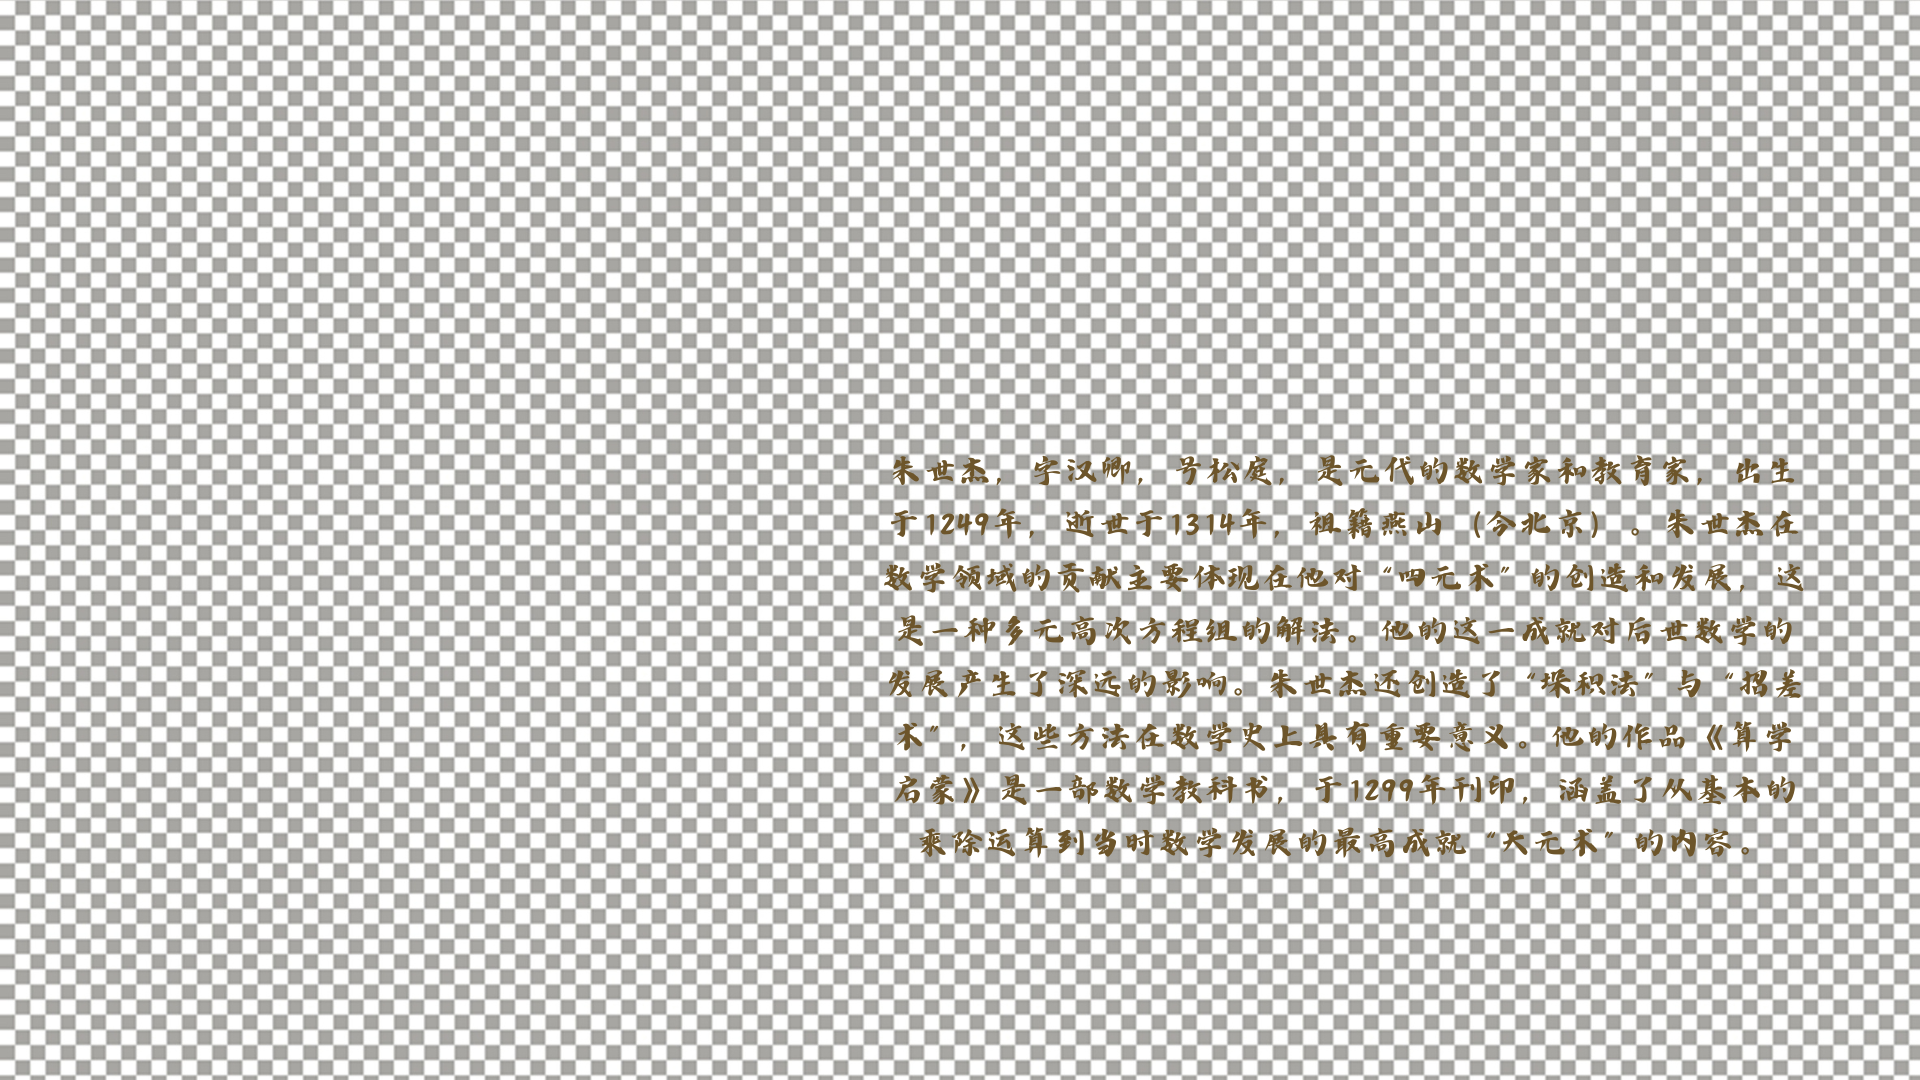 朱世杰，字汉卿，号松庭，是元代的数学家和教育家，出生
于1249年，逝世于1314年，祖籍燕山（今北京）。朱世杰在
数学领域的贡献主要体现在他对“四元术”的创造和发展，这
是一种多元高次方程组的解法。他的这一成就对后世数学的
发展产生了深远的影响。朱世杰还创造了“垛积法”与“招差
术”，这些方法在数学史上具有重要意义。他的作品《算学
启蒙》是一部数学教科书，于1299年刊印，涵盖了从基本的
乘除运算到当时数学发展的最高成就“天元术”的内容。